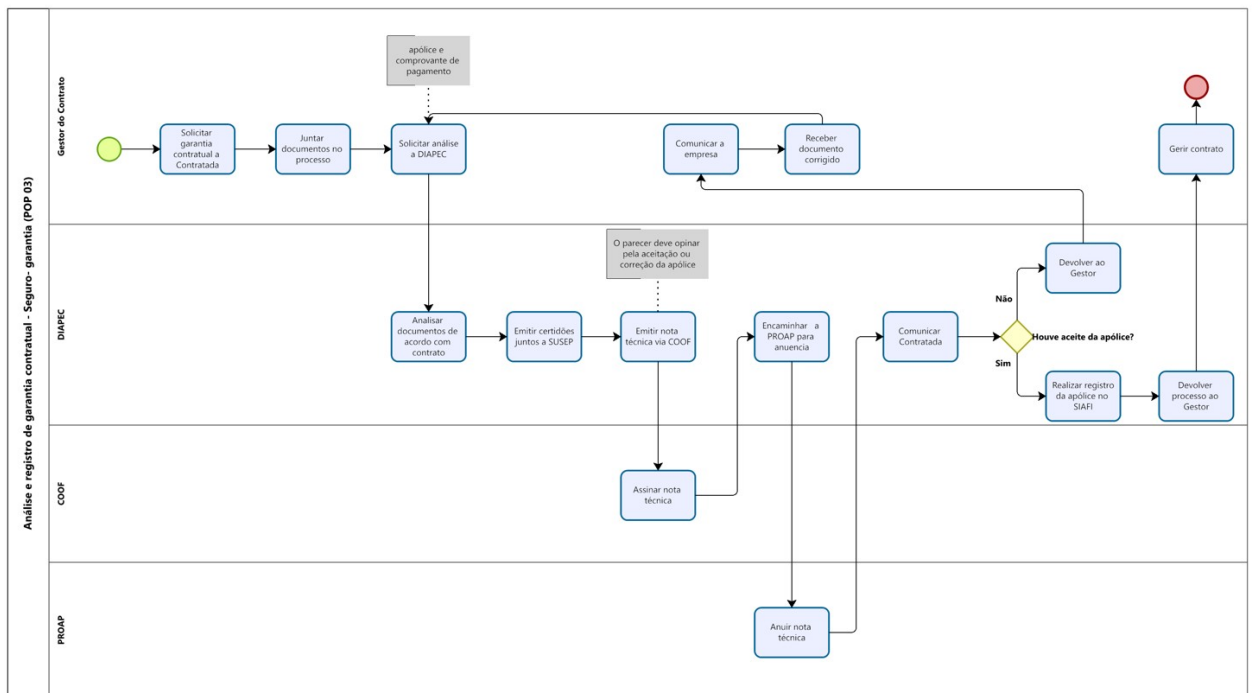 Análise e registro de garantia contratual - Seguro- garantia (POP 03)
Gestor do Contrato
apólice e
comprovante de
pagamento
Solicitar
garantia
contratual a
Contratada
Juntar
documentos no
processo
Solicitar análise
a DIAPEC
Comunicar a
empresa
Receber
documento
corrigido
Gerir contrato
DIAPEC
O parecer deve opinar
pela aceitação ou
correção da apólice
Analisar
documentos de
acordo com
contrato
Emitir certidões
juntos a SUSEP
Emitir nota
técnica via COOF
Encaminhar a
PROAP para
anuencia
Comunicar
Contratada
Houve aceite da apólice?
Não
Devolver ao
Gestor
Sim
Realizar registro
da apólice no
SIAFI
Devolver
processo ao
Gestor
COOF
Assinar nota
técnica
PROAP
Anuir nota
técnica